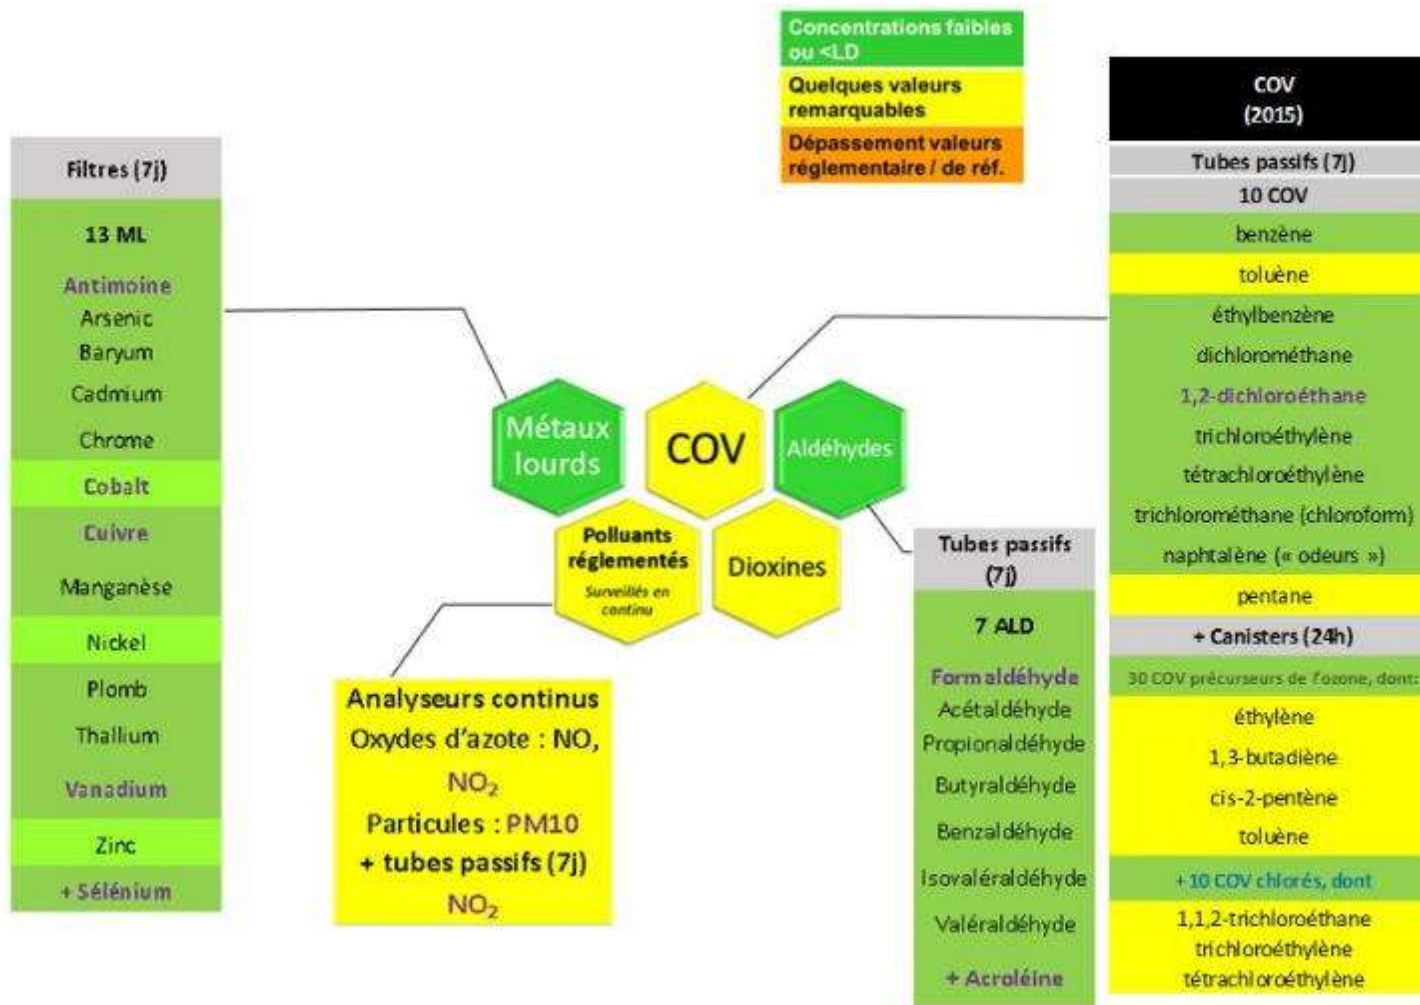 Concentrations faibles
ou <LD
Quelques valeurs
remarquables
Dépassement valeurs
réglementaire / de réf.
Filtres (7j)
13 ML
Antimoine
Arsenic
Baryum
Cadmium
Chrome
Cobalt
Cuivre
Manganèse
Nickel
Plomb
Thallium
Vanadium
Zinc
+ Sélénium
Métaux
lourds
COV
Aldéhydes
Polluants
réglementés
Surveillés en
continu
Dioxines
Analyseurs continus
Oxydes d'azote : NO,
NO₂
Particules : PM10
+ tubes passifs (7j)
NO₂
Tubes passifs
(7j)
7 ALD
Formaldéhyde
Acétaldéhyde
Propionaldéhyde
Butyraldéhyde
Benzaldéhyde
Isovaléraldéhyde
Valéraldéhyde
+ Acroléine
COV
(2015)
Tubes passifs (7j)
10 COV
benzène
toluène
éthylbenzène
dichlorométhane
1,2-dichloroéthane
trichloroéthylène
tétrachloroéthylène
trichlorométhane (chloroform)
naphtalène (« odeurs »)
pentane
+ Canisters (24h)
30 COV précurseurs de l'ozone, dont:
éthylène
1,3-butadiène
cis-2-pentène
toluène
+10 COV chlorés, dont
1,1,2-trichloroéthane
trichloroéthylène
tétrachloroéthylène